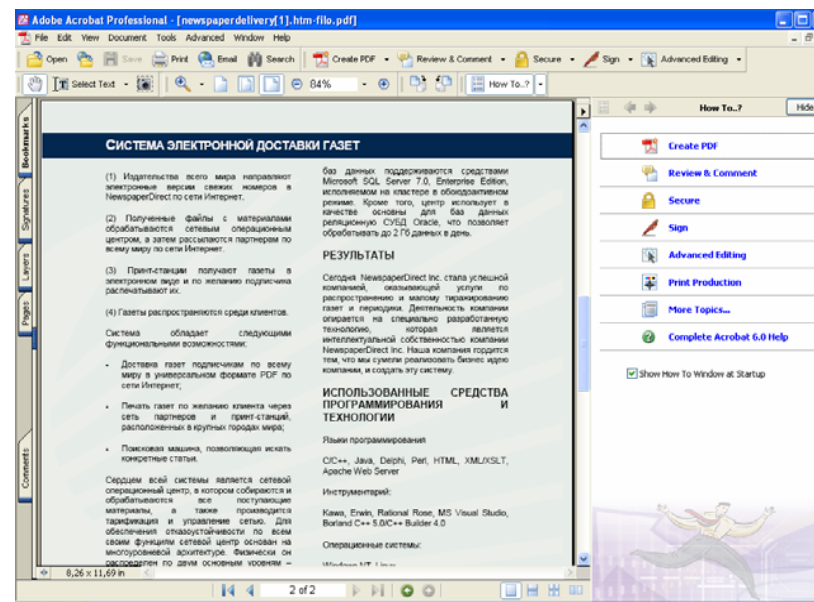 Adobe Acrobat Professional - [newspaperdelivery[1].htm-filo.pdf]
File Edit View Document Tools Advanced Window Help
Open Save Print Email Search Create PDF Review & Comment Secure Sign Advanced Editing
Select Text 84% How To..?
How To..? Hide
Bookmarks
Signatures
Layers
Pages
Comments
СИСТЕМА ЭЛЕКТРОННОЙ ДОСТАВКИ ГАЗЕТ
(1) Издательства всего мира направляют
электронные версии свежих номеров в
NewspaperDirect по сети Интернет.
(2) Полученные файлы с материалами
обрабатываются сетевым операционным
центром, а затем рассылаются партнерам по
всему миру по сети Интернет.
(3) Принт-станции получают газеты в
электронном виде и по желанию подписчика
распечатывают их.
(4) Газеты распространяются среди клиентов.
Система обладает следующими
функциональными возможностями:
• Доставка газет подписчикам по всему
миру в универсальном формате PDF по
сети Интернет;
• Печать газет по желанию клиента через
сеть партнеров и принт-станций,
расположенных в крупных городах мира;
• Поисковая машина, позволяющая искать
конкретные статьи.
Сердцем всей системы является сетевой
операционный центр, в котором собираются и
обрабатываются все поступающие
материалы, а также производится
тарификация и управление сетью. Для
обеспечения отказоустойчивости по всем
своим функциям сетевой центр основан на
многоуровневой архитектуре. Физически он
распределен по двум основным уровням –
баз данных поддерживаются средствами
Microsoft SQL Server 7.0, Enterprise Edition,
исполняемом на кластере в обоюдоактивном
режиме. Кроме того, центр использует в
качестве основы для баз данных
реляционную СУБД Oracle, что позволяет
обрабатывать до 2 Гб данных в день.
РЕЗУЛЬТАТЫ
Сегодня NewspaperDirect Inc. стала успешной
компанией, оказывающей услуги по
распространению и малому тиражированию
газет и периодики. Деятельность компании
опирается на специально разработанную
технологию, которая является
интеллектуальной собственностью компании
NewspaperDirect Inc. Наша компания гордится
тем, что мы сумели реализовать бизнес идею
компании, и создать эту систему.
ИСПОЛЬЗОВАННЫЕ СРЕДСТВА
ПРОГРАММИРОВАНИЯ И
ТЕХНОЛОГИИ
Языки программирования
C/C++, Java, Delphi, Perl, HTML, XML/XSLT,
Apache Web Server
Инструментарий:
Kawa, Erwin, Rational Rose, MS Visual Studio,
Borland C++ 5.0/C++ Builder 4.0
Операционные системы:
Windows NT, Linux
Create PDF
Review & Comment
Secure
Sign
Advanced Editing
Print Production
More Topics...
Complete Acrobat 6.0 Help
Show How To Window at Startup
8,26 x 11,69 in
2 of 2